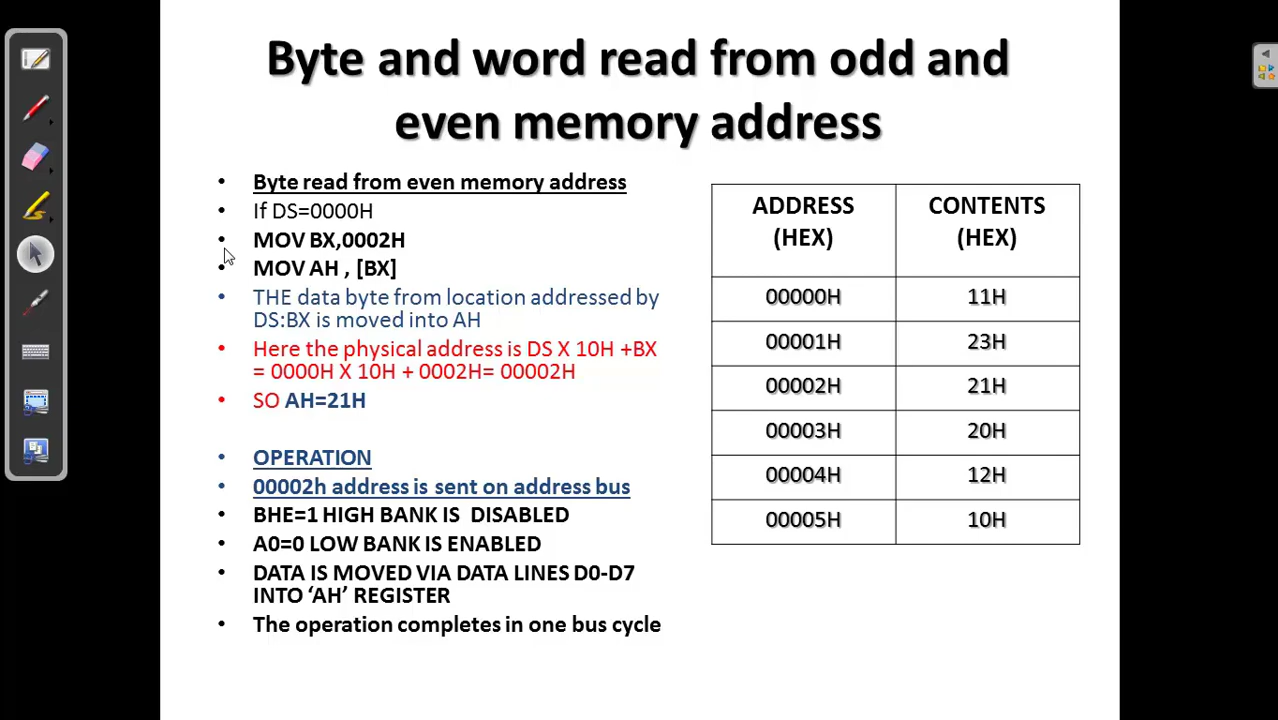 Byte and word read from odd and
even memory address
• Byte read from even memory address
• If DS=0000H
• MOV BX,0002H
• MOV AH , [BX]
• THE data byte from location addressed by
DS:BX is moved into AH
• Here the physical address is DS X 10H +BX
= 0000H X 10H + 0002H= 00002H
• SO AH=21H
• OPERATION
• 00002h address is sent on address bus
• BHE=1 HIGH BANK IS DISABLED
• A0=0 LOW BANK IS ENABLED
• DATA IS MOVED VIA DATA LINES D0-D7
INTO ‘AH’ REGISTER
• The operation completes in one bus cycle
ADDRESS CONTENTS
(HEX) (HEX)
00000H 11H
00001H 23H
00002H 21H
00003H 20H
00004H 12H
00005H 10H